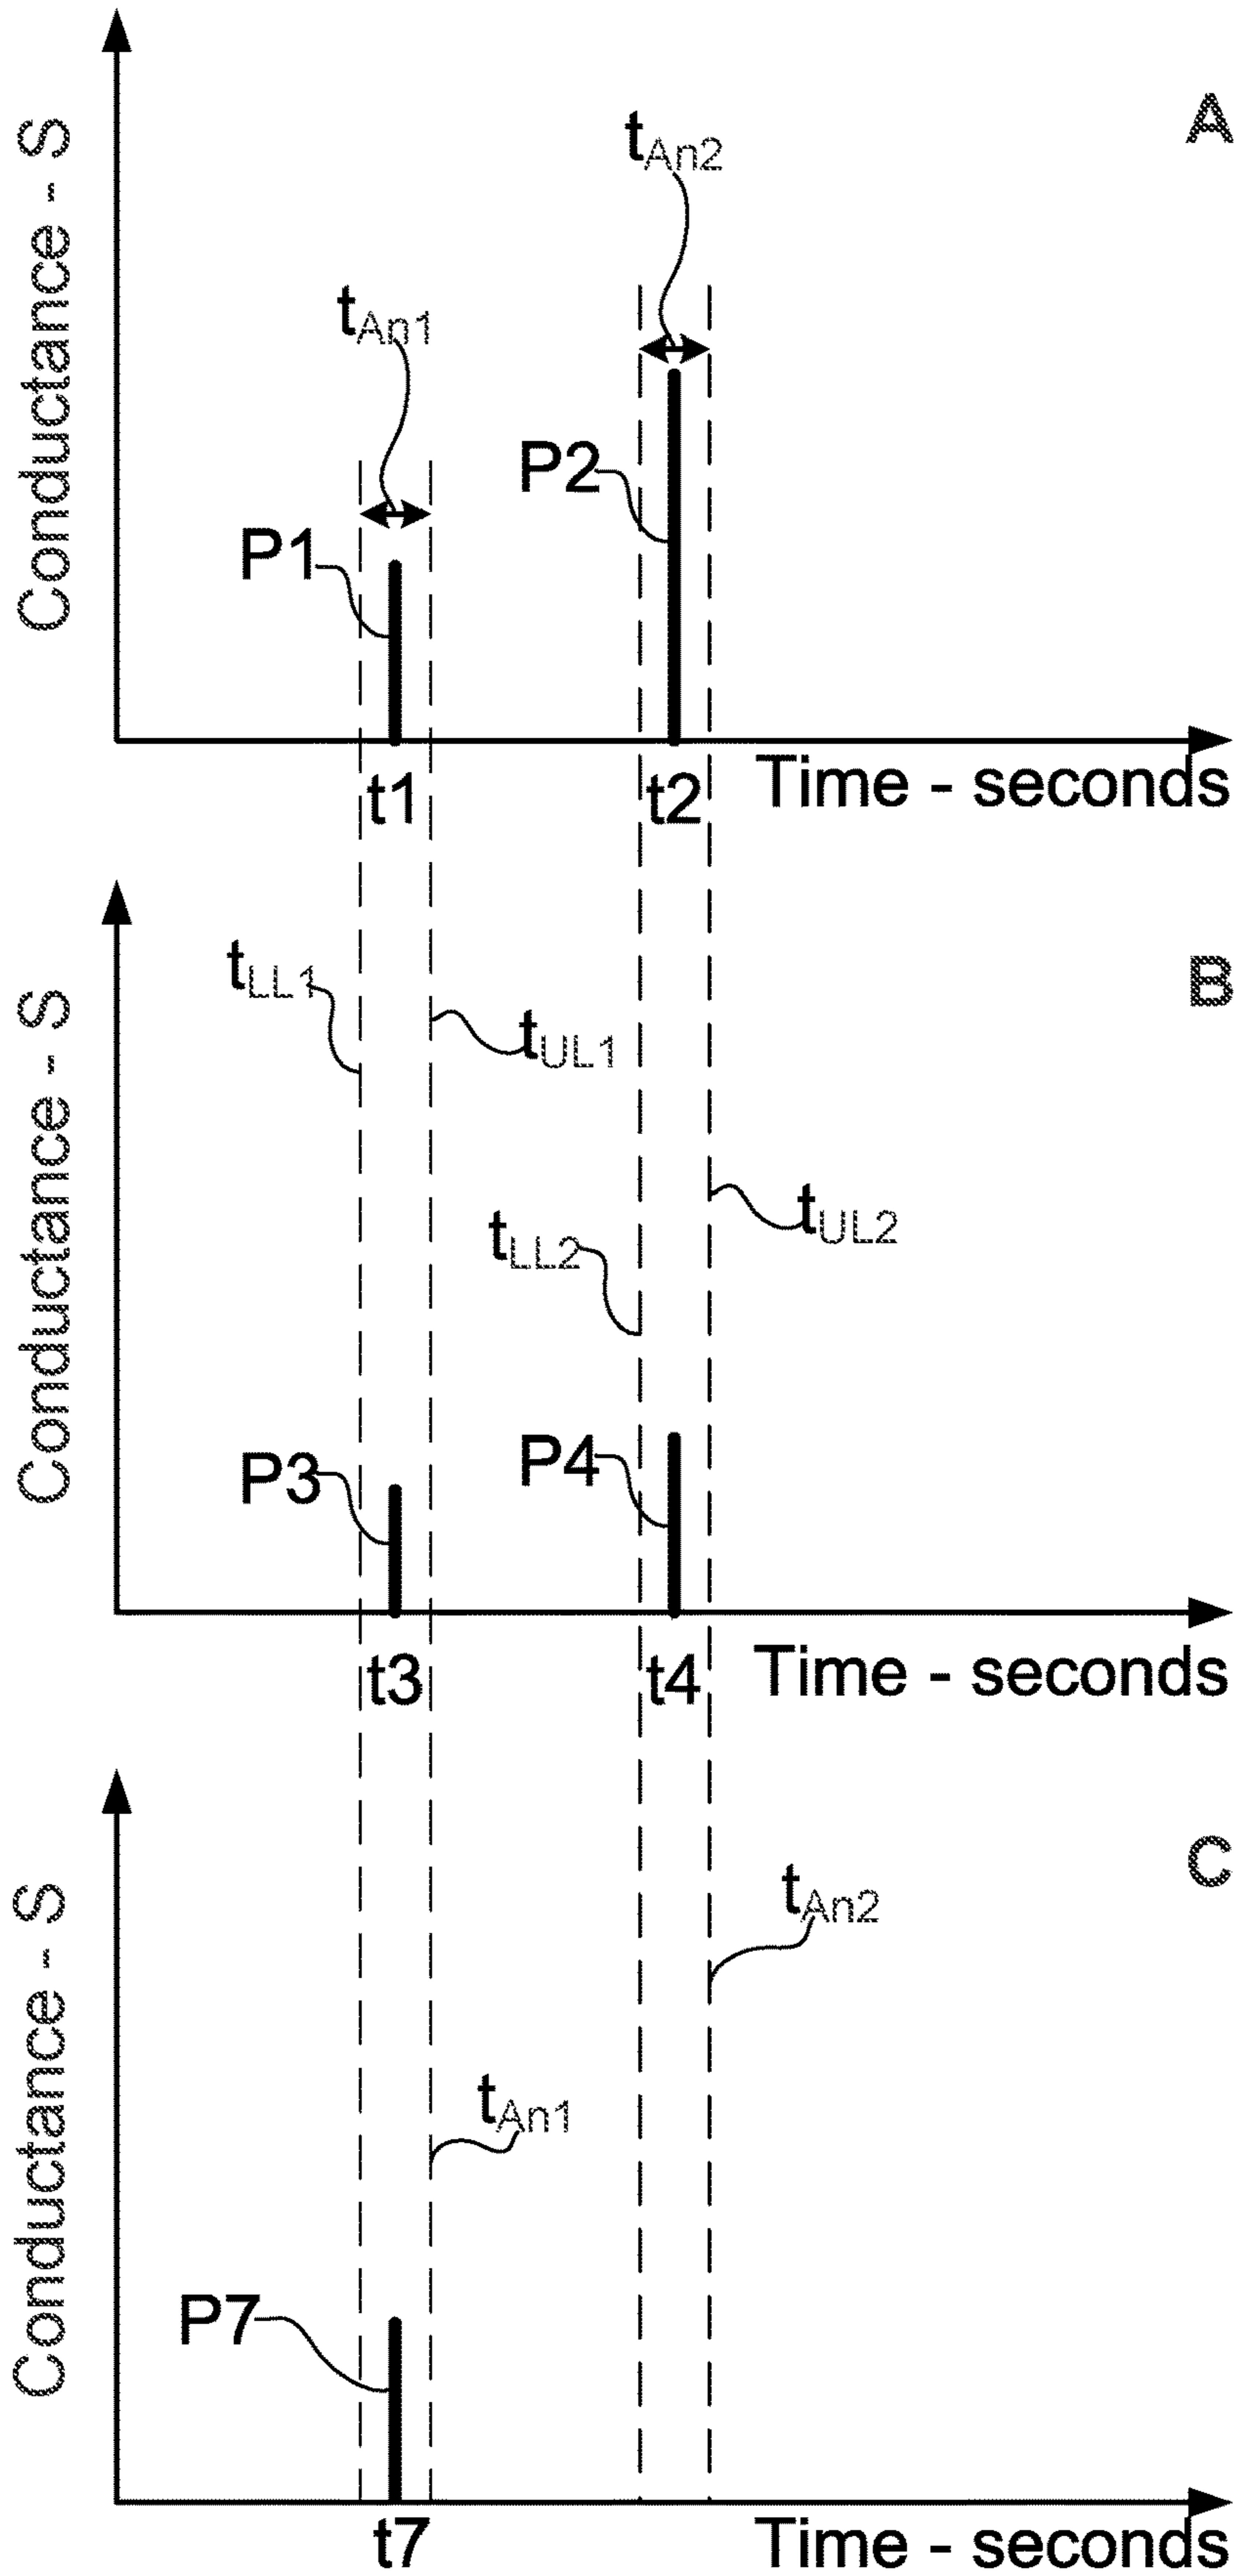 A
Conductance - S
tAn2
tAn1
P2
P1
t1
t2
Time - seconds
B
Conductance - S
tLL1
tUL1
tUL2
tLL2
P3
P4
t3
t4
Time - seconds
C
Conductance - S
tAn2
tAn1
P7
t7
Time - seconds